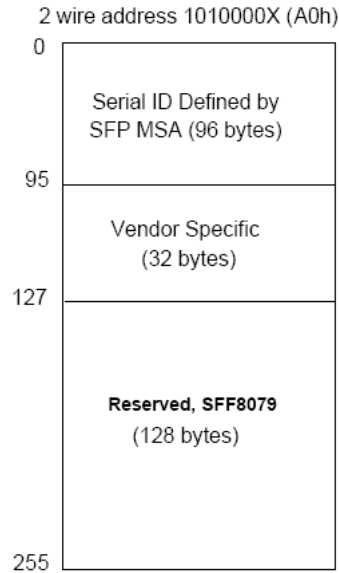 2 wire address 1010000X (A0h)
0
Serial ID Defined by
SFP MSA (96 bytes)
95
Vendor Specific
(32 bytes)
127
Reserved, SFF8079
(128 bytes)
255